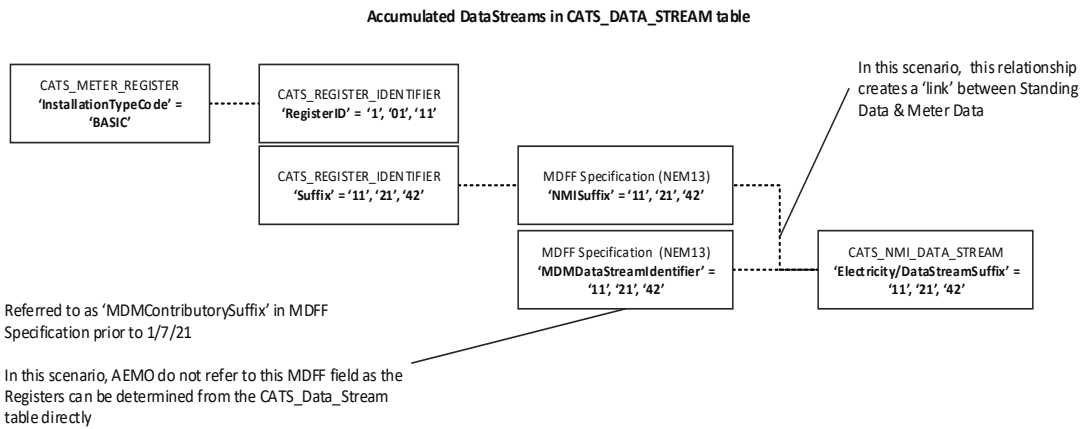 Accumulated DataStreams in CATS_DATA_STREAM table
CATS_METER_REGISTER
‘InstallationTypeCode’ =
‘BASIC’
CATS_REGISTER_IDENTIFIER
‘RegisterID’ = ‘1’, ‘01’, ‘11’
In this scenario, this relationship
creates a ‘link’ between Standing
Data & Meter Data
CATS_REGISTER_IDENTIFIER
‘Suffix’ = ‘11’, ‘21’, ‘42’
MDFF Specification (NEM13)
‘NMISuffix’ = ‘11’, ‘21’, ‘42’
MDFF Specification (NEM13)
‘MDMDataStreamIdentifier’ =
‘11’, ‘21’, ‘42’
CATS_NMI_DATA_STREAM
‘Electricity/DataStreamSuffix’ =
‘11’, ‘21’, ‘42’
Referred to as ‘MDMContributorySuffix’ in MDFF
Specification prior to 1/7/21
In this scenario, AEMO do not refer to this MDFF field as the
Registers can be determined from the CATS_Data_Stream
table directly